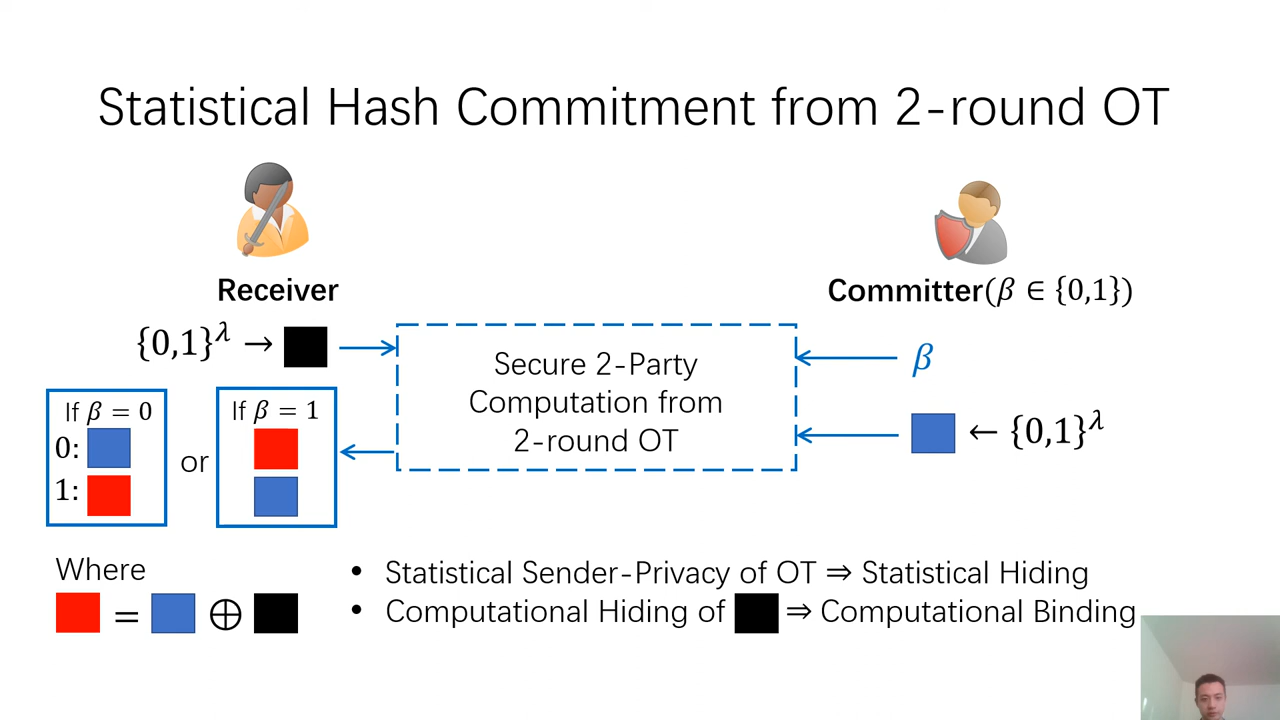 Statistical Hash Commitment from 2-round OT
Receiver
Committer(β ∈ {0,1})
{0,1}^λ →
Secure 2-Party
Computation from
2-round OT
β
← {0,1}^λ
If β = 0
0:
1:
or
If β = 1
Where
= ⊕
• Statistical Sender-Privacy of OT ⇒ Statistical Hiding
• Computational Hiding of ⇒ Computational Binding